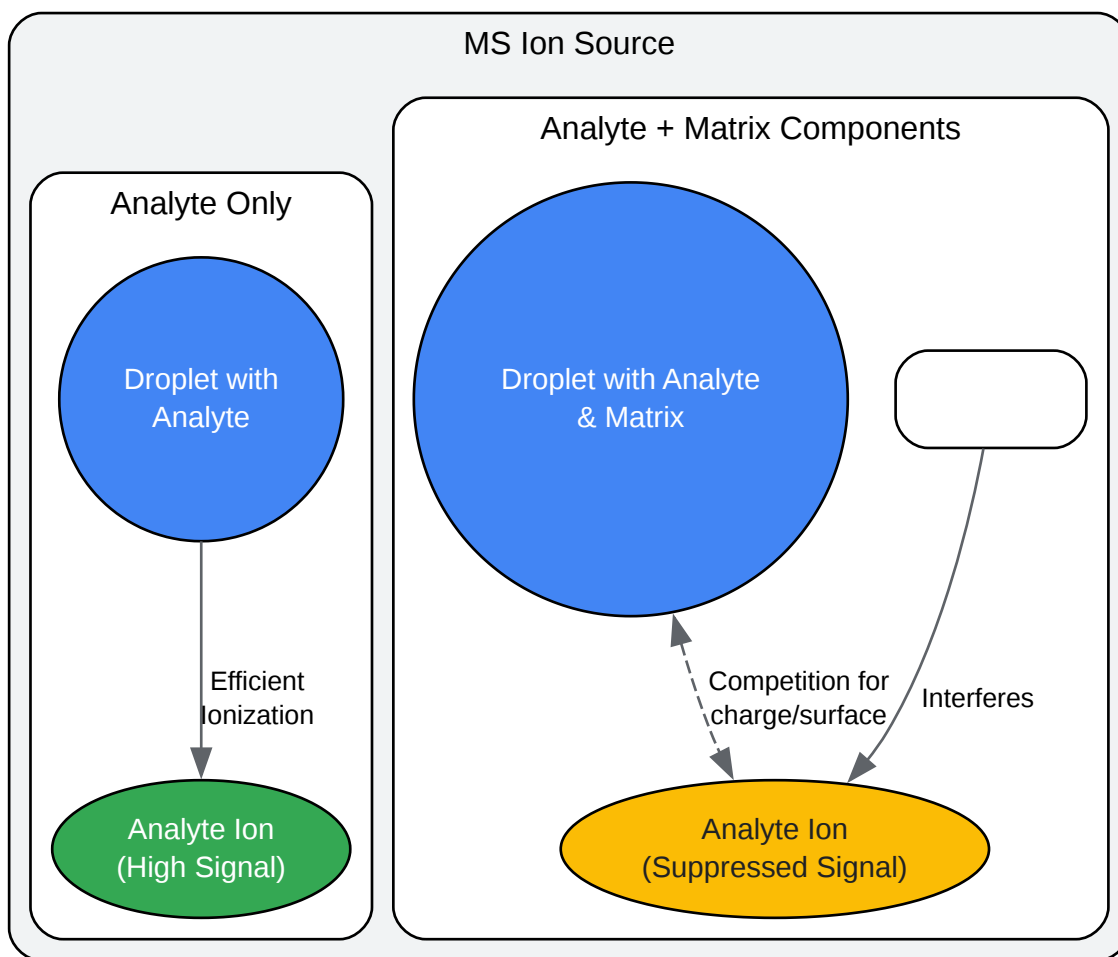 MS Ion Source
Analyte Only
Droplet with
Analyte
Efficient
Ionization
Analyte Ion
(High Signal)
Analyte + Matrix Components
Droplet with Analyte
& Matrix
Competition for
charge/surface
Interferes
Analyte Ion
(Suppressed Signal)